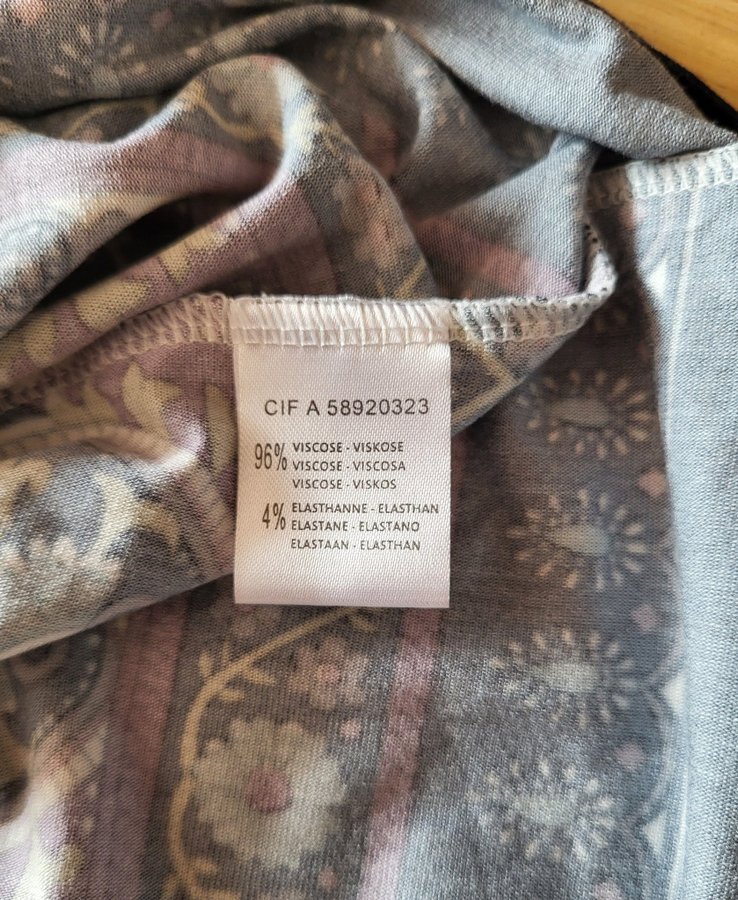 CIF A 58920323
96% VISCOSE - VISKOSE
VISCOSE - VISCOSA
VISCOSE - VISKOS
4% ELASTHANNE - ELASTHAN
ELASTANE - ELASTANO
ELASTAAN - ELASTHAN